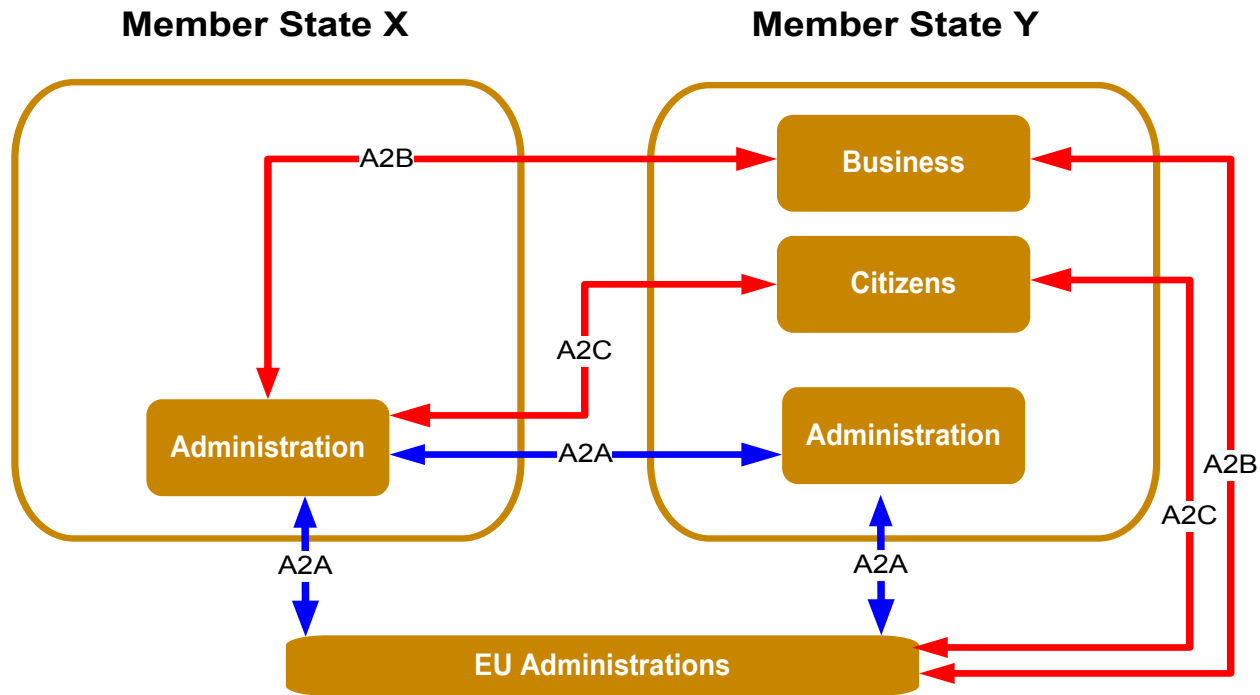 Member State X
Member State Y
A2B
Business
Citizens
A2C
Administration
Administration
A2A
A2B
A2C
A2A
A2A
EU Administrations